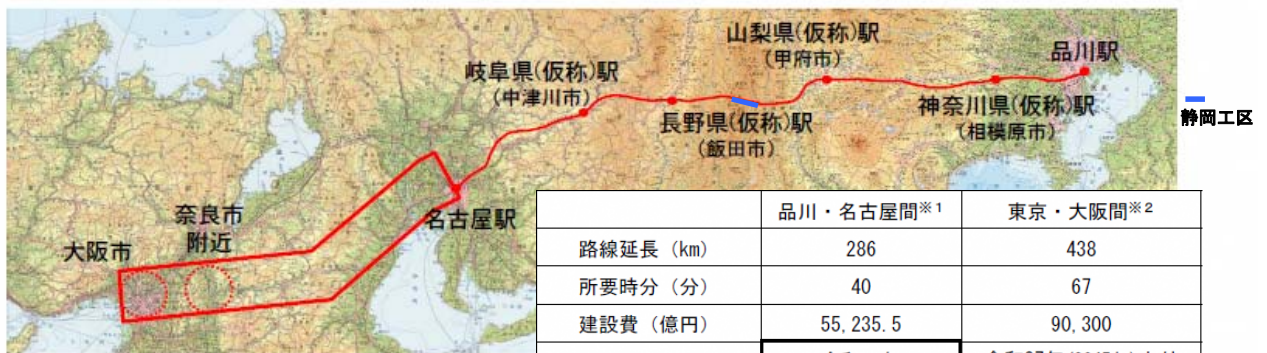 山梨県(仮称)駅
(甲府市)
品川駅
岐阜県(仮称)駅
(中津川市)
長野県(仮称)駅
(飯田市)
神奈川県(仮称)駅
(相模原市)
静岡工区
名古屋駅
奈良市
附近
大阪市
品川・名古屋間※1 東京・大阪間※2
路線延長(km) 286 438
所要時分(分) 40 67
建設費(億円) 55,235.5 90,300